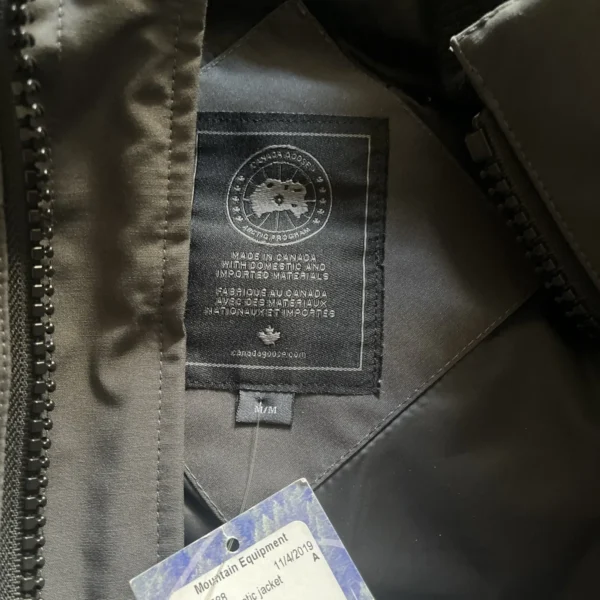 CANADA GOOSE
ARCTIC PROGRAM
MADE IN CANADA
WITH DOMESTIC AND
IMPORTED MATERIALS
FABRIQUÉ AU CANADA
AVEC DES MATERIAUX
NATIONAUX ET IMPORTÉS
canadagoose.com
M/M
Mountain Equipment
11/4/2019
A
jacket